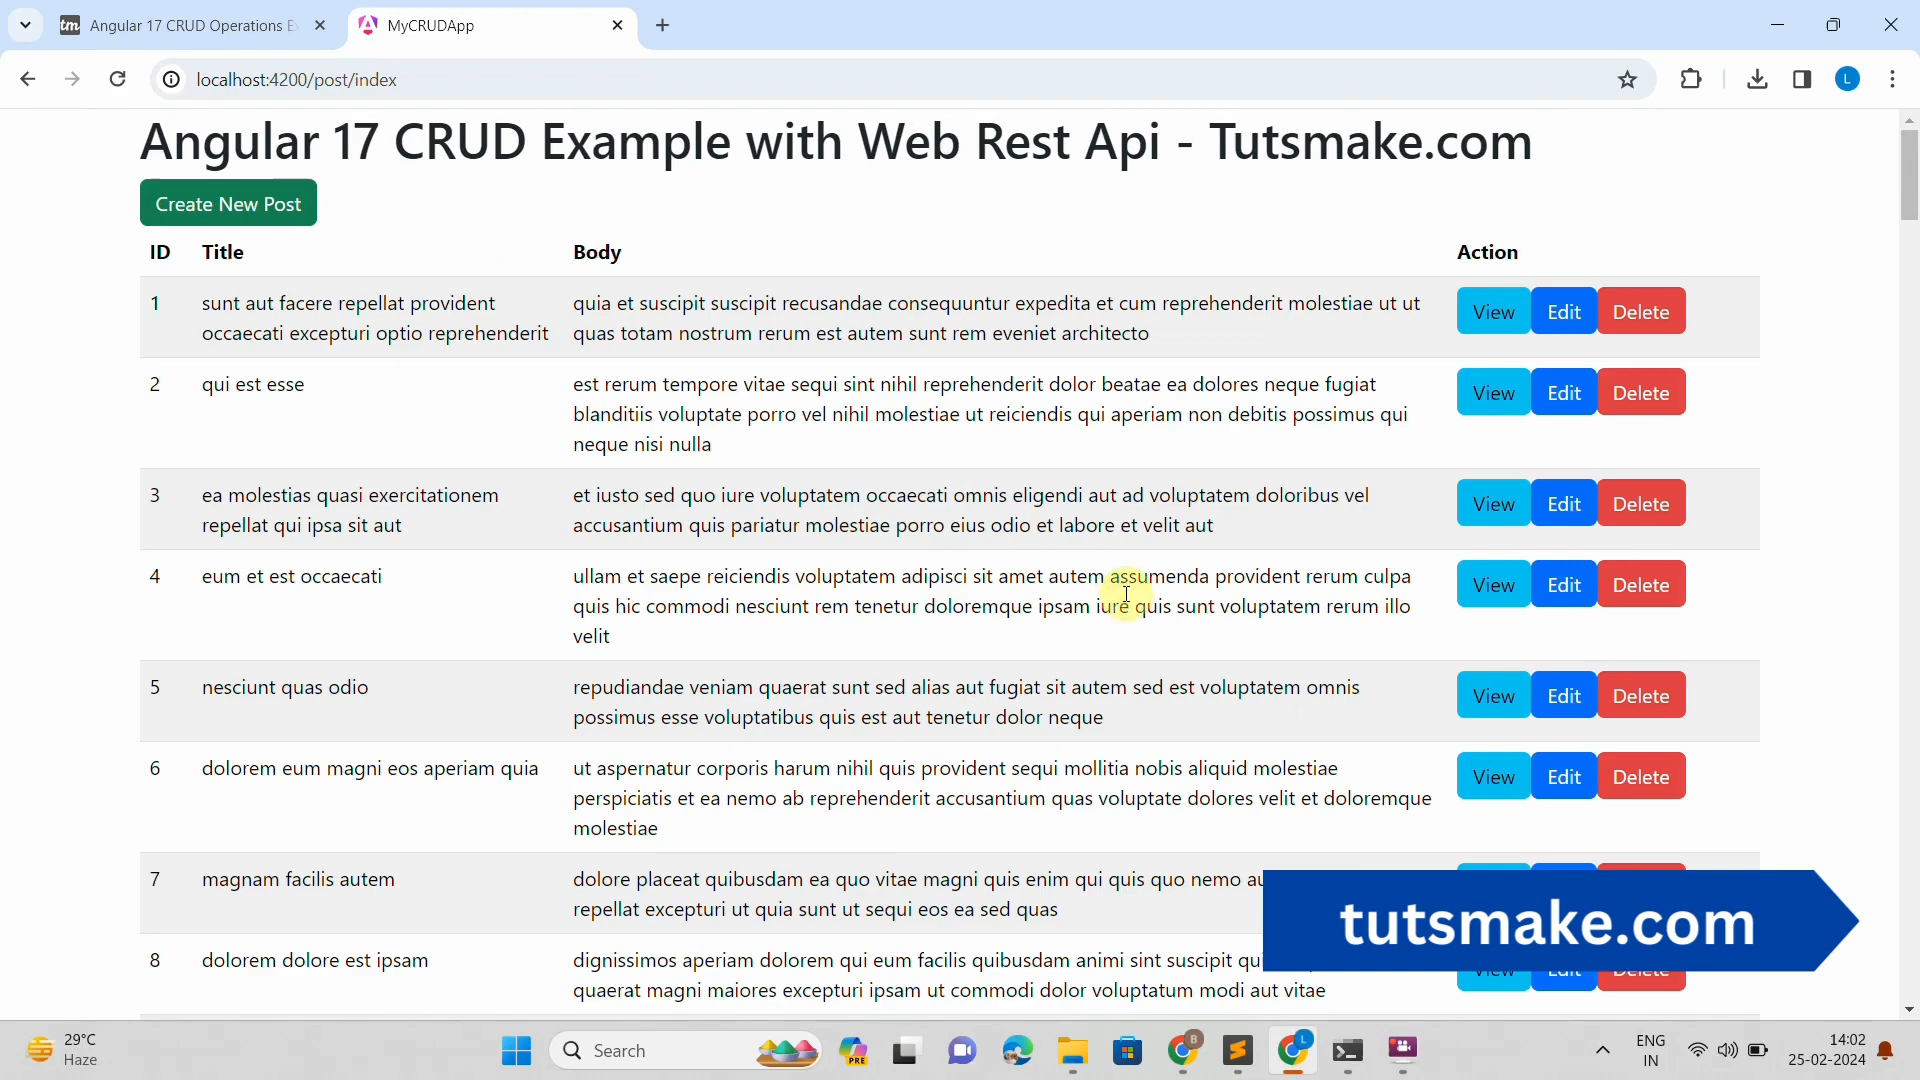 tm Angular 17 CRUD Operations E
MyCRUDApp
localhost:4200/post/index
L
Angular 17 CRUD Example with Web Rest Api - Tutsmake.com
Create New Post
ID Title Body Action
1 sunt aut facere repellat provident quia et suscipit suscipit recusandae consequuntur expedita et cum reprehenderit molestiae ut ut View Edit Delete
occaecati excepturi optio reprehenderit quas totam nostrum rerum est autem sunt rem eveniet architecto
2 qui est esse est rerum tempore vitae sequi sint nihil reprehenderit dolor beatae ea dolores neque fugiat View Edit Delete
blanditiis voluptate porro vel nihil molestiae ut reiciendis qui aperiam non debitis possimus qui
neque nisi nulla
3 ea molestias quasi exercitationem et iusto sed quo iure voluptatem occaecati omnis eligendi aut ad voluptatem doloribus vel View Edit Delete
repellat qui ipsa sit aut accusantium quis pariatur molestiae porro eius odio et labore et velit aut
4 eum et est occaecati ullam et saepe reiciendis voluptatem adipisci sit amet autem assumenda provident rerum culpa View Edit Delete
quis hic commodi nesciunt rem tenetur doloremque ipsam iure quis sunt voluptatem rerum illo
velit
5 nesciunt quas odio repudiandae veniam quaerat sunt sed alias aut fugiat sit autem sed est voluptatem omnis View Edit Delete
possimus esse voluptatibus quis est aut tenetur dolor neque
6 dolorem eum magni eos aperiam quia ut aspernatur corporis harum nihil quis provident sequi mollitia nobis aliquid molestiae View Edit Delete
perspiciatis et ea nemo ab reprehenderit accusantium quas voluptate dolores velit et doloremque
molestiae
7 magnam facilis autem dolore placeat quibusdam ea quo vitae magni quis enim qui quis quo nemo
repellat excepturi ut quia sunt ut sequi eos ea sed quas
tutsmake.com
8 dolorem dolore est ipsam dignissimos aperiam dolorem qui eum facilis quibusdam animi sint suscipit View Edit Delete
quaerat magni maiores excepturi ipsam ut commodi dolor voluptatum modi aut vitae
29°C
Haze
Search
PRE
B
L
ENG
IN
14:02
25-02-2024